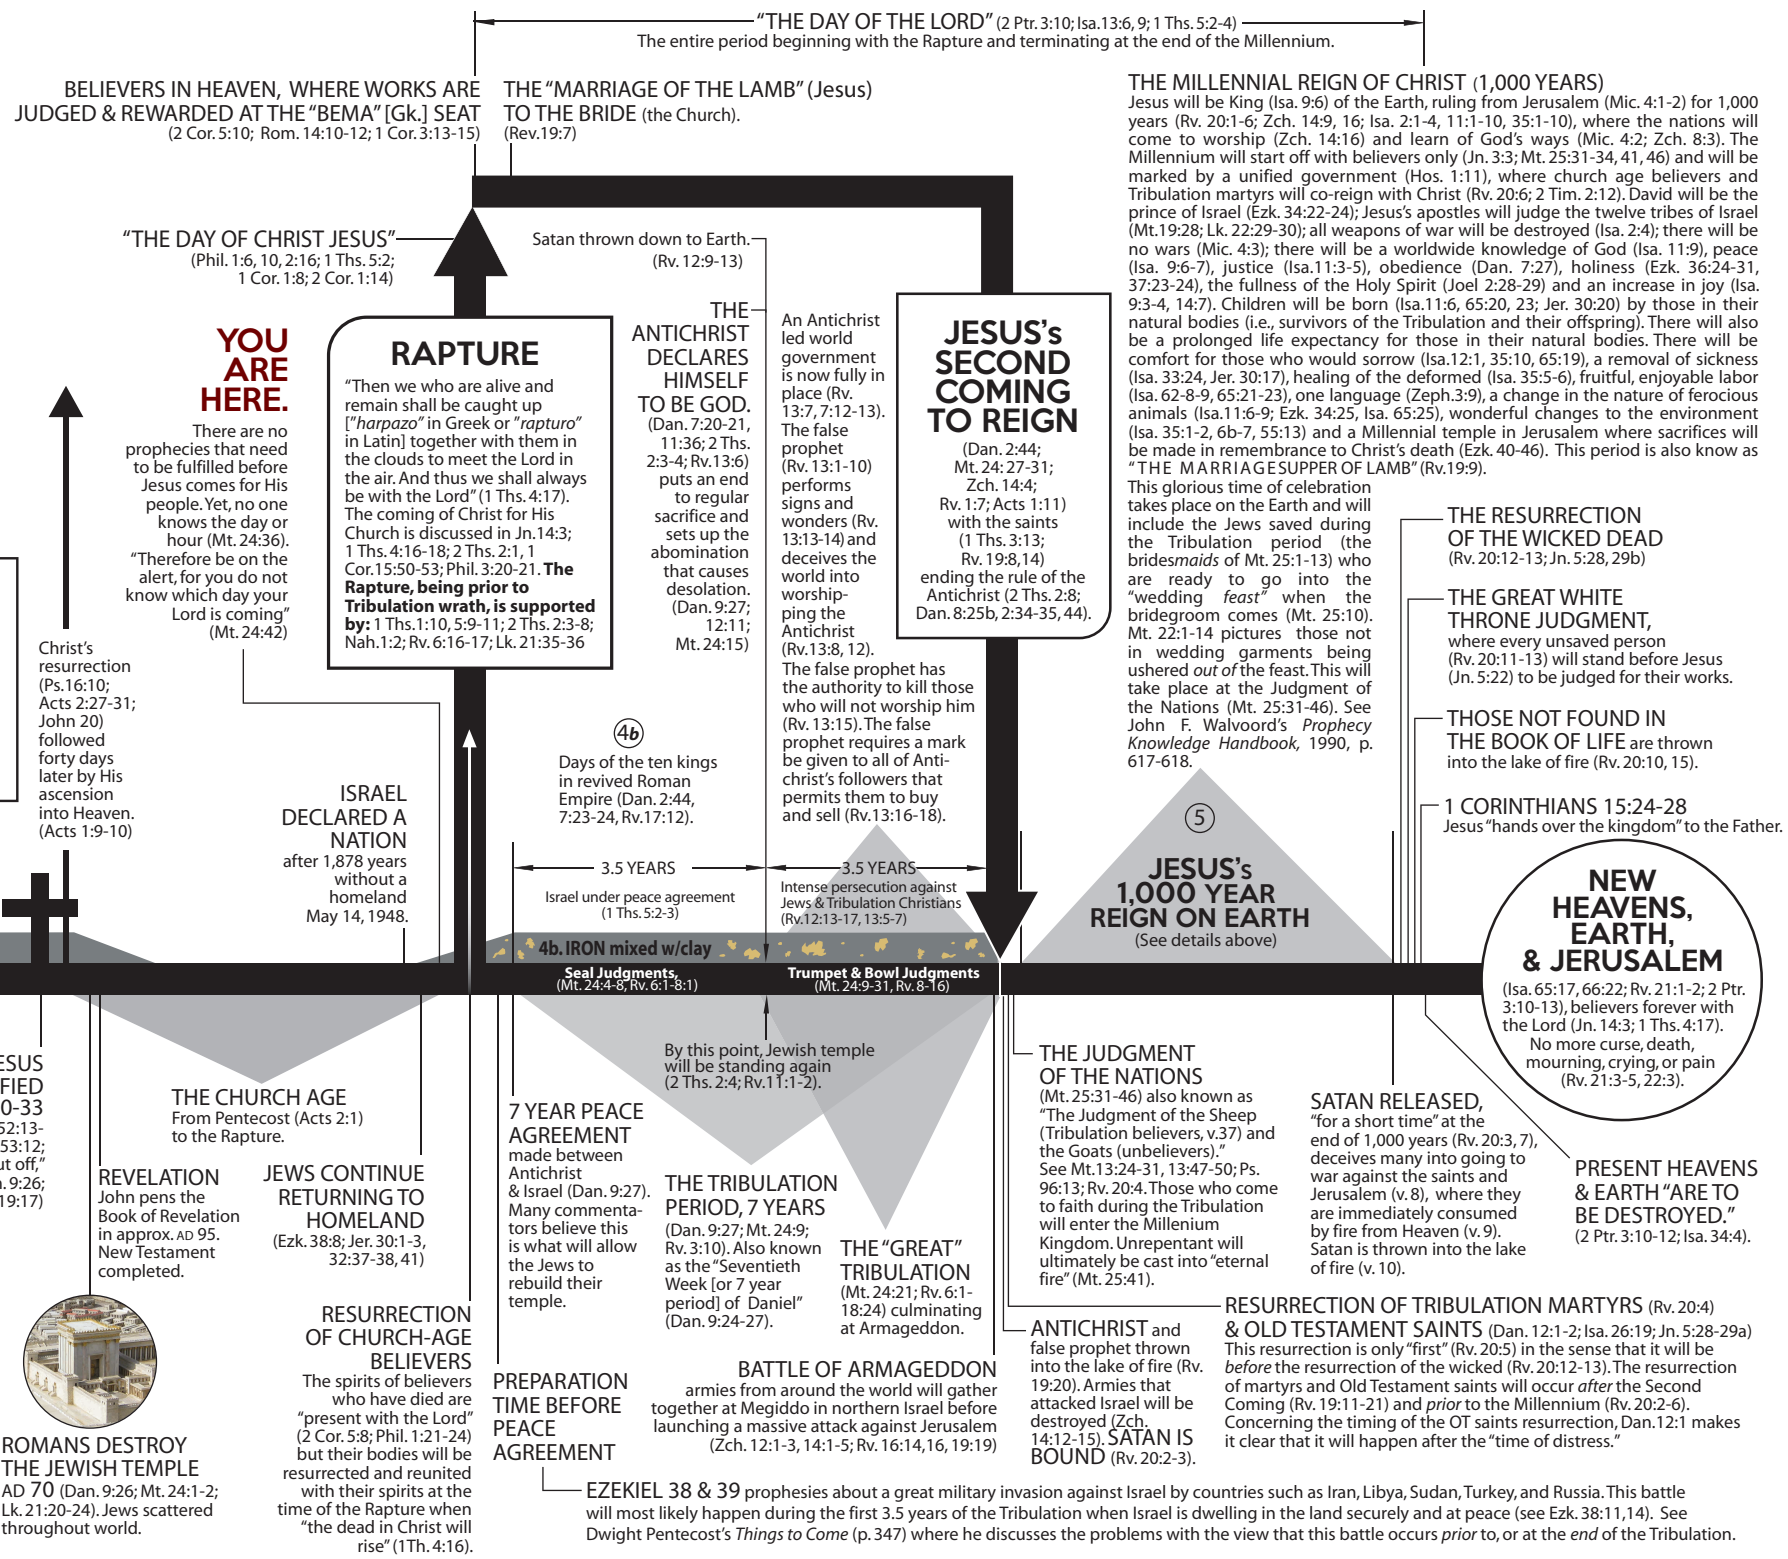 “THE DAY OF THE LORD” (2 Ptr. 3:10; Isa.13:6, 9; 1 Ths. 5:2-4)
The entire period beginning with the Rapture and terminating at the end of the Millennium.
BELIEVERS IN HEAVEN, WHERE WORKS ARE
JUDGED & REWARDED AT THE “BEMA” [Gk.] SEAT
(2 Cor. 5:10; Rom. 14:10-12; 1 Cor. 3:13-15)
THE “MARRIAGE OF THE LAMB” (Jesus)
TO THE BRIDE (the Church).
(Rev.19:7)
“THE DAY OF CHRIST JESUS”
(Phil. 1:6, 10, 2:16; 1 Ths. 5:2;
1 Cor. 1:8; 2 Cor. 1:14)
YOU
ARE
HERE.
There are no
prophecies that need
to be fulfilled before
Jesus comes for His
people. Yet, no one
knows the day or
hour (Mt. 24:36).
“Therefore be on the
alert, for you do not
know which day your
Lord is coming”
(Mt. 24:42)
Christ’s
resurrection
(Ps.16:10;
Acts 2:27-31;
John 20)
followed
forty days
later by His
ascension
into Heaven.
(Acts 1:9-10)
ISRAEL
DECLARED A
NATION
after 1,878 years
without a
homeland
May 14, 1948.
RAPTURE
“Then we who are alive and
remain shall be caught up
[“harpazo” in Greek or “rapturo”
in Latin] together with them in
the clouds to meet the Lord in
the air. And thus we shall always
be with the Lord” (1 Ths. 4:17).
The coming of Christ for His
Church is discussed in Jn.14:3;
1 Ths. 4:16-18; 2 Ths. 2:1, 1
Cor.15:50-53; Phil. 3:20-21. The
Rapture, being prior to
Tribulation wrath, is supported
by: 1 Ths.1:10, 5:9-11; 2 Ths. 2:3-8;
Nah.1:2; Rv. 6:16-17; Lk. 21:35-36
Satan thrown down to Earth.
(Rv. 12:9-13)
THE
ANTICHRIST
DECLARES
HIMSELF
TO BE GOD.
(Dan. 7:20-21,
11:36; 2 Ths.
2:3-4; Rv.13:6)
puts an end
to regular
sacrifice and
sets up the
abomination
that causes
desolation.
(Dan. 9:27;
12:11;
Mt. 24:15)
An Antichrist
led world
government
is now fully in
place (Rv.
13:7, 7:12-13).
The false
prophet
(Rv. 13:1-10)
performs
signs and
wonders (Rv.
13:13-14) and
deceives the
world into
worship-
ping the
Antichrist
(Rv.13:8, 12).
The false prophet has
the authority to kill those
who will not worship him
(Rv. 13:15). The false
prophet requires a mark
be given to all of Anti-
christ’s followers that
permits them to buy
and sell (Rv.13:16-18).
4b
Days of the ten kings
in revived Roman
Empire (Dan. 2:44,
7:23-24, Rv.17:12).
JESUS’s
SECOND
COMING
TO REIGN
(Dan. 2:44;
Mt. 24: 27-31;
Zch. 14:4;
Rv. 1:7; Acts 1:11)
with the saints
(1 Ths. 3:13;
Rv. 19:8,14)
ending the rule of the
Antichrist (2 Ths. 2:8;
Dan. 8:25b, 2:34-35, 44).
THE MILLENNIAL REIGN OF CHRIST (1,000 YEARS)
Jesus will be King (Isa. 9:6) of the Earth, ruling from Jerusalem (Mic. 4:1-2) for 1,000
years (Rv. 20:1-6; Zch. 14:9, 16; Isa. 2:1-4, 11:1-10, 35:1-10), where the nations will
come to worship (Zch. 14:16) and learn of God’s ways (Mic. 4:2; Zch. 8:3). The
Millennium will start off with believers only (Jn. 3:3; Mt. 25:31-34, 41, 46) and will be
marked by a unified government (Hos. 1:11), where church age believers and
Tribulation martyrs will co-reign with Christ (Rv. 20:6; 2 Tim. 2:12). David will be the
prince of Israel (Ezk. 34:22-24); Jesus’s apostles will judge the twelve tribes of Israel
(Mt.19:28; Lk. 22:29-30); all weapons of war will be destroyed (Isa. 2:4); there will be
no wars (Mic. 4:3); there will be a worldwide knowledge of God (Isa. 11:9), peace
(Isa. 9:6-7), justice (Isa.11:3-5), obedience (Dan. 7:27), holiness (Ezk. 36:24-31,
37:23-24), the fullness of the Holy Spirit (Joel 2:28-29) and an increase in joy (Isa.
9:3-4, 14:7). Children will be born (Isa.11:6, 65:20, 23; Jer. 30:20) by those in their
natural bodies (i.e., survivors of the Tribulation and their offspring). There will also
be a prolonged life expectancy for those in their natural bodies. There will be
comfort for those who would sorrow (Isa.12:1, 35:10, 65:19), a removal of sickness
(Isa. 33:24, Jer. 30:17), healing of the deformed (Isa. 35:5-6), fruitful, enjoyable labor
(Isa. 62-8-9, 65:21-23), one language (Zeph.3:9), a change in the nature of ferocious
animals (Isa.11:6-9; Ezk. 34:25, Isa. 65:25), wonderful changes to the environment
(Isa. 35:1-2, 6b-7, 55:13) and a Millennial temple in Jerusalem where sacrifices will
be made in remembrance to Christ’s death (Ezk. 40-46). This period is also know as
“THE MARRIAGE SUPPER OF LAMB” (Rv.19:9).
This glorious time of celebration
takes place on the Earth and will
include the Jews saved during
the Tribulation period (the
bridesmaids of Mt. 25:1-13) who
are ready to go into the
“wedding feast” when the
bridegroom comes (Mt. 25:10).
Mt. 22:1-14 pictures those not
in wedding garments being
ushered out of the feast. This will
take place at the Judgment of
the Nations (Mt. 25:31-46). See
John F. Walvoord’s Prophecy
Knowledge Handbook, 1990, p.
617-618.
THE RESURRECTION
OF THE WICKED DEAD
(Rv. 20:12-13; Jn. 5:28, 29b)
THE GREAT WHITE
THRONE JUDGMENT,
where every unsaved person
(Rv. 20:11-13) will stand before Jesus
(Jn. 5:22) to be judged for their works.
THOSE NOT FOUND IN
THE BOOK OF LIFE are thrown
into the lake of fire (Rv. 20:10, 15).
1 CORINTHIANS 15:24-28
Jesus “hands over the kingdom” to the Father.
3.5 YEARS
Israel under peace agreement
(1 Ths. 5:2-3)
3.5 YEARS
Intense persecution against
Jews & Tribulation Christians
(Rv.12:13-17, 13:5-7)
5
JESUS’s
1,000 YEAR
REIGN ON EARTH
(See details above)
NEW
HEAVENS,
EARTH,
& JERUSALEM
(Isa. 65:17, 66:22; Rv. 21:1-2; 2 Ptr.
3:10-13), believers forever with
the Lord (Jn. 14:3; 1 Ths. 4:17).
No more curse, death,
mourning, crying, or pain
(Rv. 21:3-5, 22:3).
4b. IRON mixed w/clay
Seal Judgments,
(Mt. 24:4-8, Rv. 6:1-8:1)
Trumpet & Bowl Judgments
(Mt. 24:9-31, Rv. 8-16)
By this point, Jewish temple
will be standing again
(2 Ths. 2:4; Rv.11:1-2).
ESUS
FIED
0-33
52:13-
53:12;
ut off,”
. 9:26;
19:17)
THE CHURCH AGE
From Pentecost (Acts 2:1)
to the Rapture.
REVELATION
John pens the
Book of Revelation
in approx. AD 95.
New Testament
completed.
JEWS CONTINUE
RETURNING TO
HOMELAND
(Ezk. 38:8; Jer. 30:1-3,
32:37-38, 41)
ROMANS DESTROY
THE JEWISH TEMPLE
AD 70 (Dan. 9:26; Mt. 24:1-2;
Lk. 21:20-24). Jews scattered
throughout world.
RESURRECTION
OF CHURCH-AGE
BELIEVERS
The spirits of believers
who have died are
“present with the Lord”
(2 Cor. 5:8; Phil. 1:21-24)
but their bodies will be
resurrected and reunited
with their spirits at the
time of the Rapture when
“the dead in Christ will
rise” (1Th. 4:16).
7 YEAR PEACE
AGREEMENT
made between
Antichrist
& Israel (Dan. 9:27).
Many commenta-
tors believe this
is what will allow
the Jews to
rebuild their
temple.
PREPARATION
TIME BEFORE
PEACE
AGREEMENT
THE TRIBULATION
PERIOD, 7 YEARS
(Dan. 9:27; Mt. 24:9;
Rv. 3:10). Also known
as the “Seventieth
Week [or 7 year
period] of Daniel”
(Dan. 9:24-27).
THE “GREAT”
TRIBULATION
(Mt. 24:21; Rv. 6:1-
18:24) culminating
at Armageddon.
BATTLE OF ARMAGEDDON
armies from around the world will gather
together at Megiddo in northern Israel before
launching a massive attack against Jerusalem
(Zch. 12:1-3, 14:1-5; Rv. 16:14,16, 19:19)
THE JUDGMENT
OF THE NATIONS
(Mt. 25:31-46) also known as
“The Judgment of the Sheep
(Tribulation believers, v.37) and
the Goats (unbelievers).”
See Mt.13:24-31, 13:47-50; Ps.
96:13; Rv. 20:4. Those who come
to faith during the Tribulation
will enter the Millenium
Kingdom. Unrepentant will
ultimately be cast into “eternal
fire” (Mt. 25:41).
ANTICHRIST and
false prophet thrown
into the lake of fire (Rv.
19:20). Armies that
attacked Israel will be
destroyed (Zch.
14:12-15). SATAN IS
BOUND (Rv. 20:2-3).
SATAN RELEASED,
“for a short time” at the
end of 1,000 years (Rv. 20:3, 7),
deceives many into going to
war against the saints and
Jerusalem (v. 8), where they
are immediately consumed
by fire from Heaven (v. 9).
Satan is thrown into the lake
of fire (v. 10).
PRESENT HEAVENS
& EARTH “ARE TO
BE DESTROYED.”
(2 Ptr. 3:10-12; Isa. 34:4).
RESURRECTION OF TRIBULATION MARTYRS (Rv. 20:4)
& OLD TESTAMENT SAINTS (Dan. 12:1-2; Isa. 26:19; Jn. 5:28-29a)
This resurrection is only “first” (Rv. 20:5) in the sense that it will be
before the resurrection of the wicked (Rv. 20:12-13). The resurrection
of martyrs and Old Testament saints will occur after the Second
Coming (Rv. 19:11-21) and prior to the Millennium (Rv. 20:2-6).
Concerning the timing of the OT saints resurrection, Dan.12:1 makes
it clear that it will happen after the “time of distress.”
EZEKIEL 38 & 39 prophesies about a great military invasion against Israel by countries such as Iran, Libya, Sudan, Turkey, and Russia. This battle
will most likely happen during the first 3.5 years of the Tribulation when Israel is dwelling in the land securely and at peace (see Ezk. 38:11,14). See
Dwight Pentecost’s Things to Come (p. 347) where he discusses the problems with the view that this battle occurs prior to, or at the end of the Tribulation.